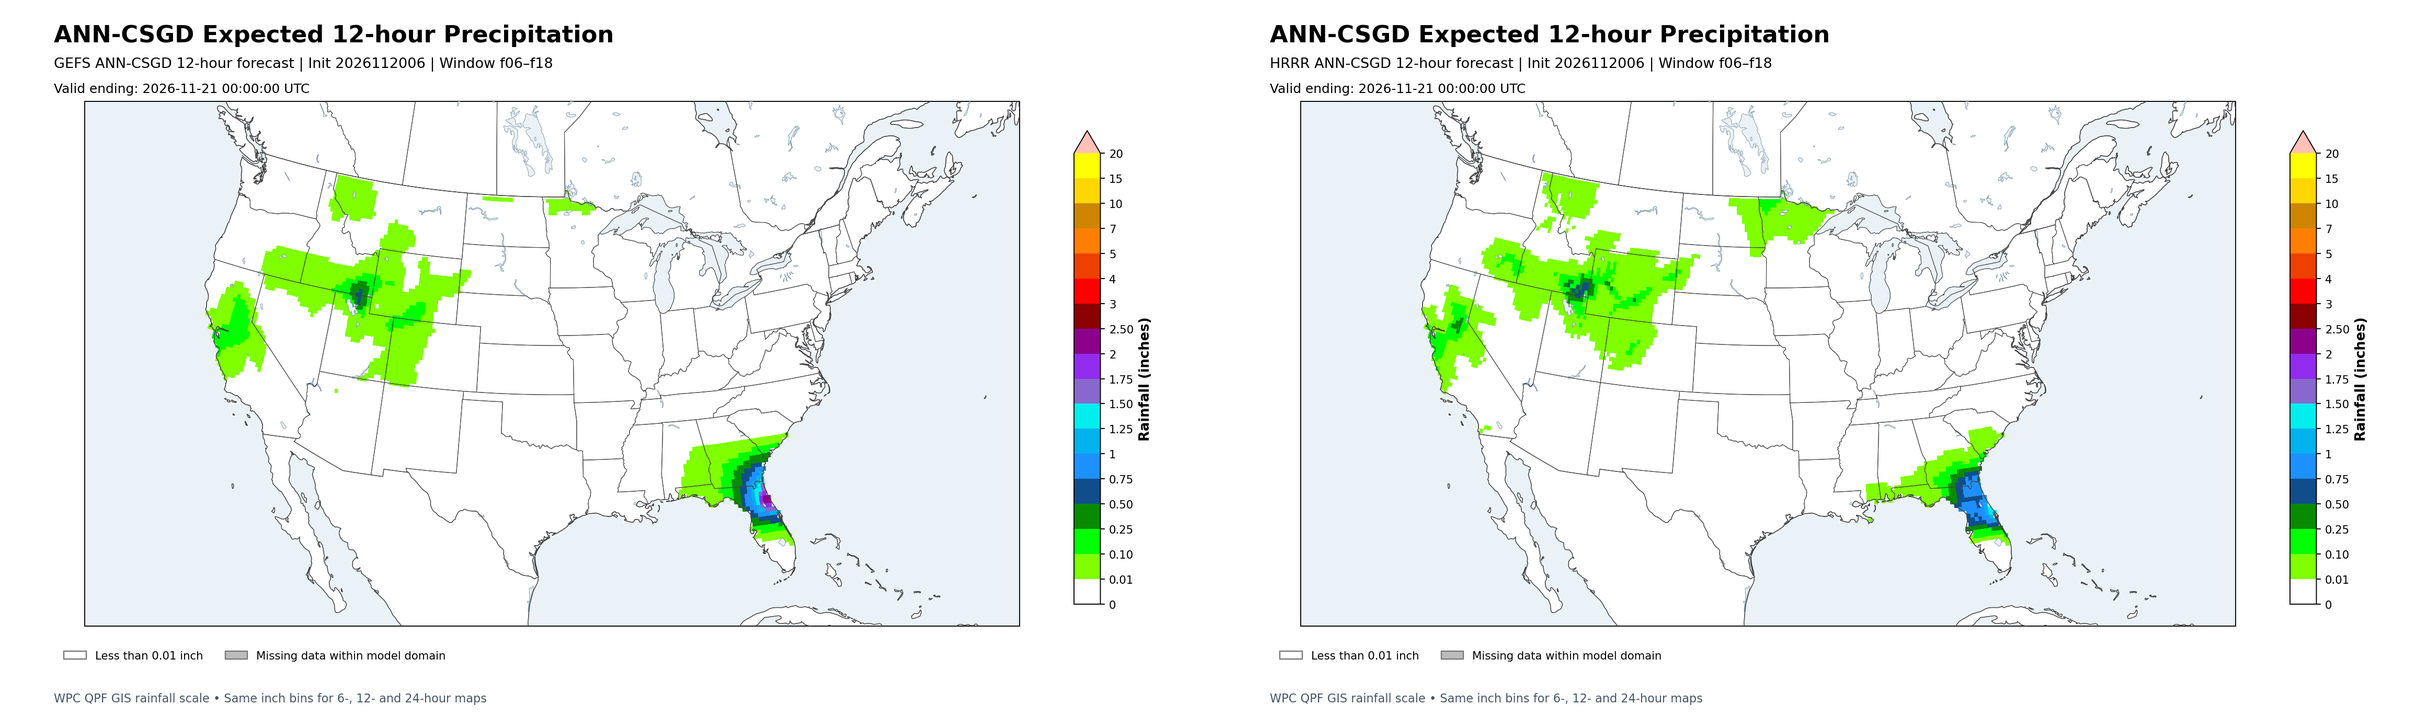 ANN-CSGD Expected 12-hour Precipitation
GEFS ANN-CSGD 12-hour forecast | Init 2026112006 | Window f06–f18
Valid ending: 2026-11-21 00:00:00 UTC
20
15
10
7
5
4
3
2.50
2
1.75
1.50
1.25
1
0.75
0.50
0.25
0.10
0.01
0
Rainfall (inches)
Less than 0.01 inch
Missing data within model domain
WPC QPF GIS rainfall scale • Same inch bins for 6-, 12- and 24-hour maps
ANN-CSGD Expected 12-hour Precipitation
HRRR ANN-CSGD 12-hour forecast | Init 2026112006 | Window f06–f18
Valid ending: 2026-11-21 00:00:00 UTC
20
15
10
7
5
4
3
2.50
2
1.75
1.50
1.25
1
0.75
0.50
0.25
0.10
0.01
0
Rainfall (inches)
Less than 0.01 inch
Missing data within model domain
WPC QPF GIS rainfall scale • Same inch bins for 6-, 12- and 24-hour maps